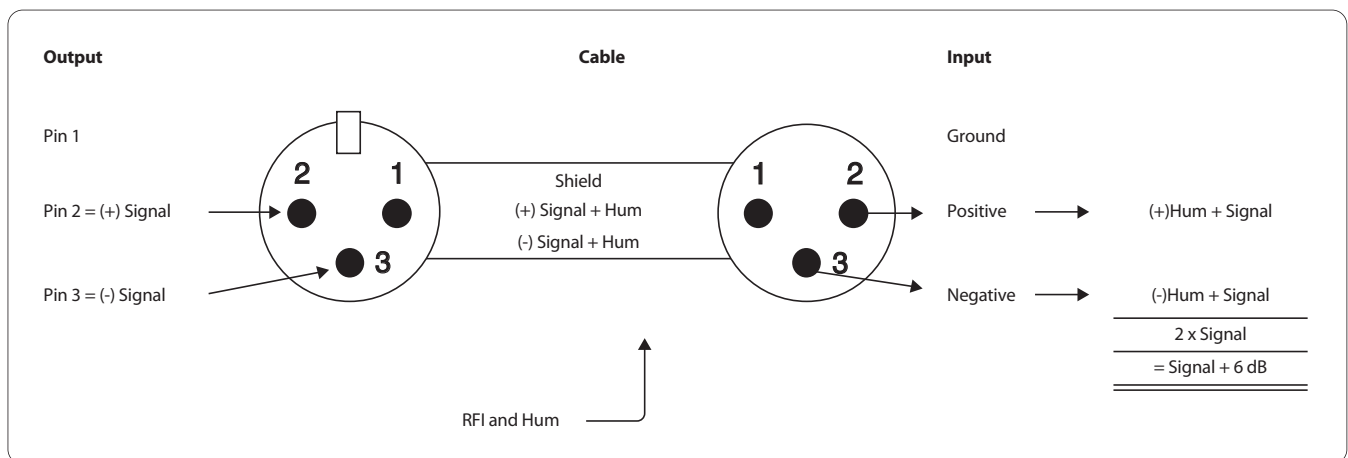 Output
Cable
Input
Pin 1
Ground
2 1
1 2
Shield
Pin 2 = (+) Signal
(+) Signal + Hum
Positive
(+)Hum + Signal
(-) Signal + Hum
3
3
Pin 3 = (-) Signal
Negative
(-)Hum + Signal
2 x Signal
= Signal + 6 dB
RFI and Hum